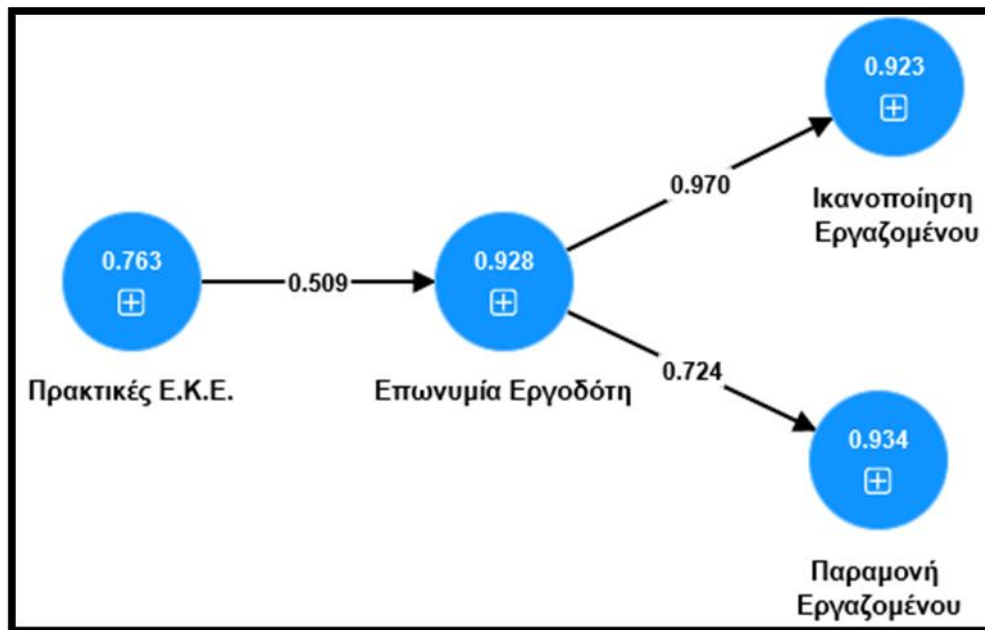 0.923
0.970
Ικανοποίηση
Εργαζομένου
0.763
0.509
0.928
Πρακτικές Ε.Κ.Ε.
Επωνυμία Εργοδότη
0.724
0.934
Παραμονή
Εργαζομένου